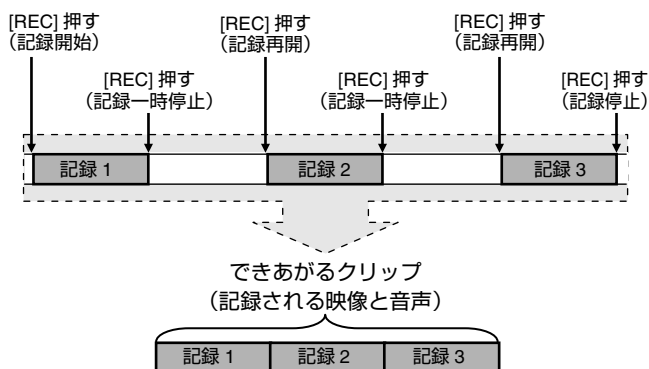 [REC] 押す
（記録開始）
[REC] 押す
（記録再開）
[REC] 押す
（記録再開）
[REC] 押す
（記録一時停止）
[REC] 押す
（記録一時停止）
[REC] 押す
（記録停止）
記録 1
記録 2
記録 3
できあがるクリップ
（記録される映像と音声）
記録 1
記録 2
記録 3